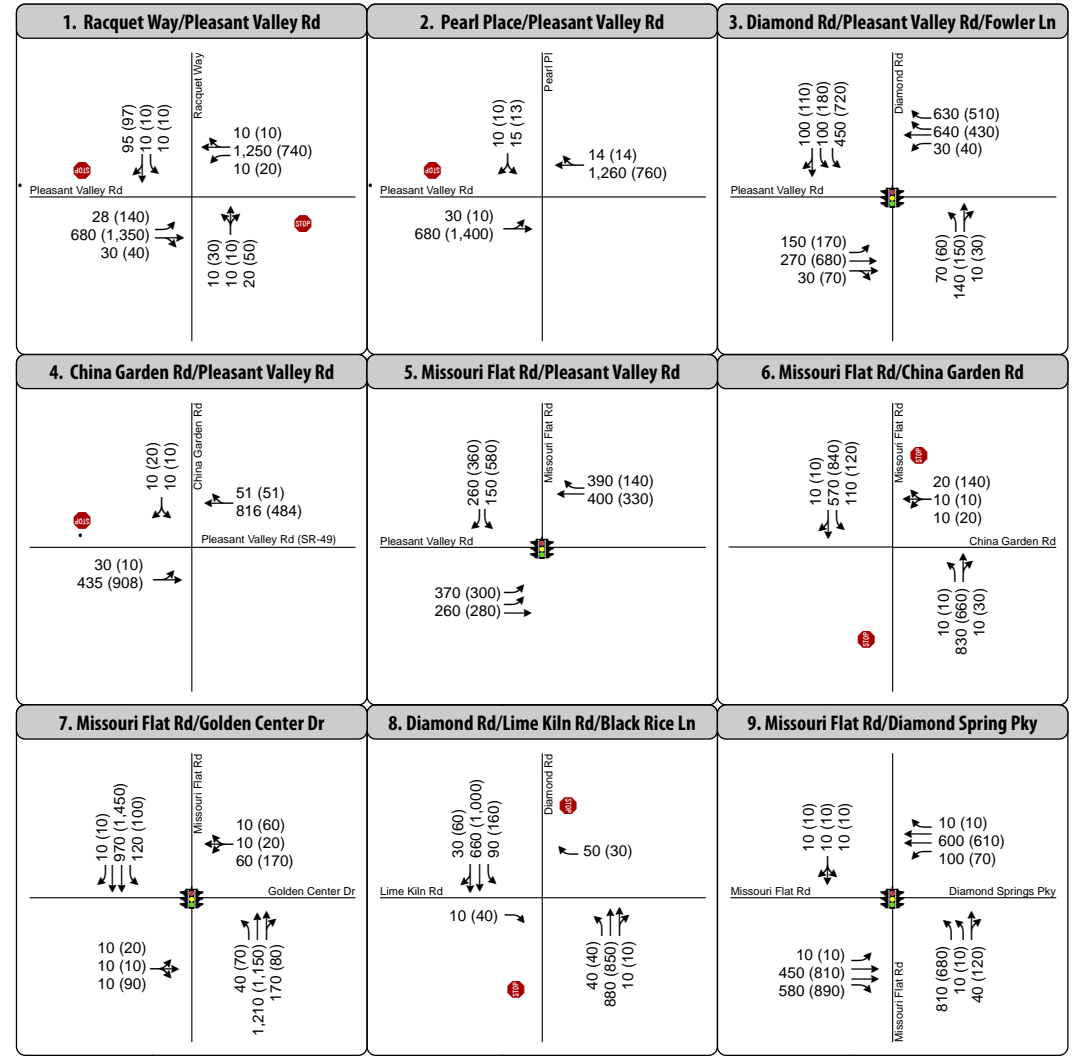 1. Racquet Way/Pleasant Valley Rd
Racquet Way
95 (97)
10 (10)
10 (10)
10 (10)
1,250 (740)
10 (20)
STOP
Pleasant Valley Rd
28 (140)
680 (1,350)
30 (40)
10 (30)
10 (10)
20 (50)
STOP
2. Pearl Place/Pleasant Valley Rd
Pearl Pl
10 (10)
15 (13)
14 (14)
1,260 (760)
STOP
Pleasant Valley Rd
30 (10)
680 (1,400)
3. Diamond Rd/Pleasant Valley Rd/Fowler Ln
Diamond Rd
100 (110)
100 (180)
450 (720)
630 (510)
640 (430)
30 (40)
Pleasant Valley Rd
150 (170)
270 (680)
30 (70)
70 (60)
140 (150)
10 (30)
4. China Garden Rd/Pleasant Valley Rd
China Garden Rd
10 (20)
10 (10)
51 (51)
816 (484)
STOP
Pleasant Valley Rd (SR-49)
30 (10)
435 (908)
5. Missouri Flat Rd/Pleasant Valley Rd
Missouri Flat Rd
260 (360)
150 (580)
390 (140)
400 (330)
Pleasant Valley Rd
370 (300)
260 (280)
6. Missouri Flat Rd/China Garden Rd
Missouri Flat Rd
10 (10)
570 (840)
110 (120)
STOP
20 (140)
10 (10)
10 (20)
China Garden Rd
10 (10)
830 (660)
10 (30)
STOP
7. Missouri Flat Rd/Golden Center Dr
Missouri Flat Rd
10 (10)
970 (1,450)
120 (100)
10 (60)
10 (20)
60 (170)
Golden Center Dr
10 (20)
10 (10)
10 (90)
40 (70)
1,210 (1,150)
170 (80)
8. Diamond Rd/Lime Kiln Rd/Black Rice Ln
Diamond Rd
30 (60)
660 (1,000)
90 (160)
STOP
50 (30)
Lime Kiln Rd
10 (40)
40 (40)
880 (850)
10 (10)
STOP
9. Missouri Flat Rd/Diamond Spring Pky
10 (10)
10 (10)
10 (10)
10 (10)
600 (610)
100 (70)
Missouri Flat Rd
Diamond Springs Pky
10 (10)
450 (810)
580 (890)
Missouri Flat Rd
810 (680)
10 (10)
40 (120)